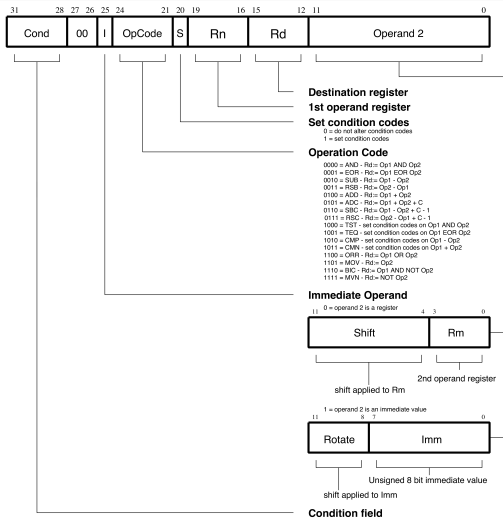 31 28 27 26 25 24 21 20 19 16 15 12 11 0
Cond 00 I OpCode S Rn Rd Operand 2
Destination register
1st operand register
Set condition codes
0 = do not alter condition codes
1 = set condition codes
Operation Code
0000 = AND - Rd:= Op1 AND Op2
0001 = EOR - Rd:= Op1 EOR Op2
0010 = SUB - Rd:= Op1 - Op2
0011 = RSB - Rd:= Op2 - Op1
0100 = ADD - Rd:= Op1 + Op2
0101 = ADC - Rd:= Op1 + Op2 + C
0110 = SBC - Rd:= Op1 - Op2 + C - 1
0111 = RSC - Rd:= Op2 - Op1 + C - 1
1000 = TST - set condition codes on Op1 AND Op2
1001 = TEQ - set condition codes on Op1 EOR Op2
1010 = CMP - set condition codes on Op1 - Op2
1011 = CMN - set condition codes on Op1 + Op2
1100 = ORR - Rd:= Op1 OR Op2
1101 = MOV - Rd:= Op2
1110 = BIC - Rd:= Op1 AND NOT Op2
1111 = MVN - Rd:= NOT Op2
Immediate Operand
0 = operand 2 is a register
11 4 3 0
Shift Rm
2nd operand register
shift applied to Rm
1 = operand 2 is an immediate value
11 8 7 0
Rotate Imm
Unsigned 8 bit immediate value
shift applied to Imm
Condition field